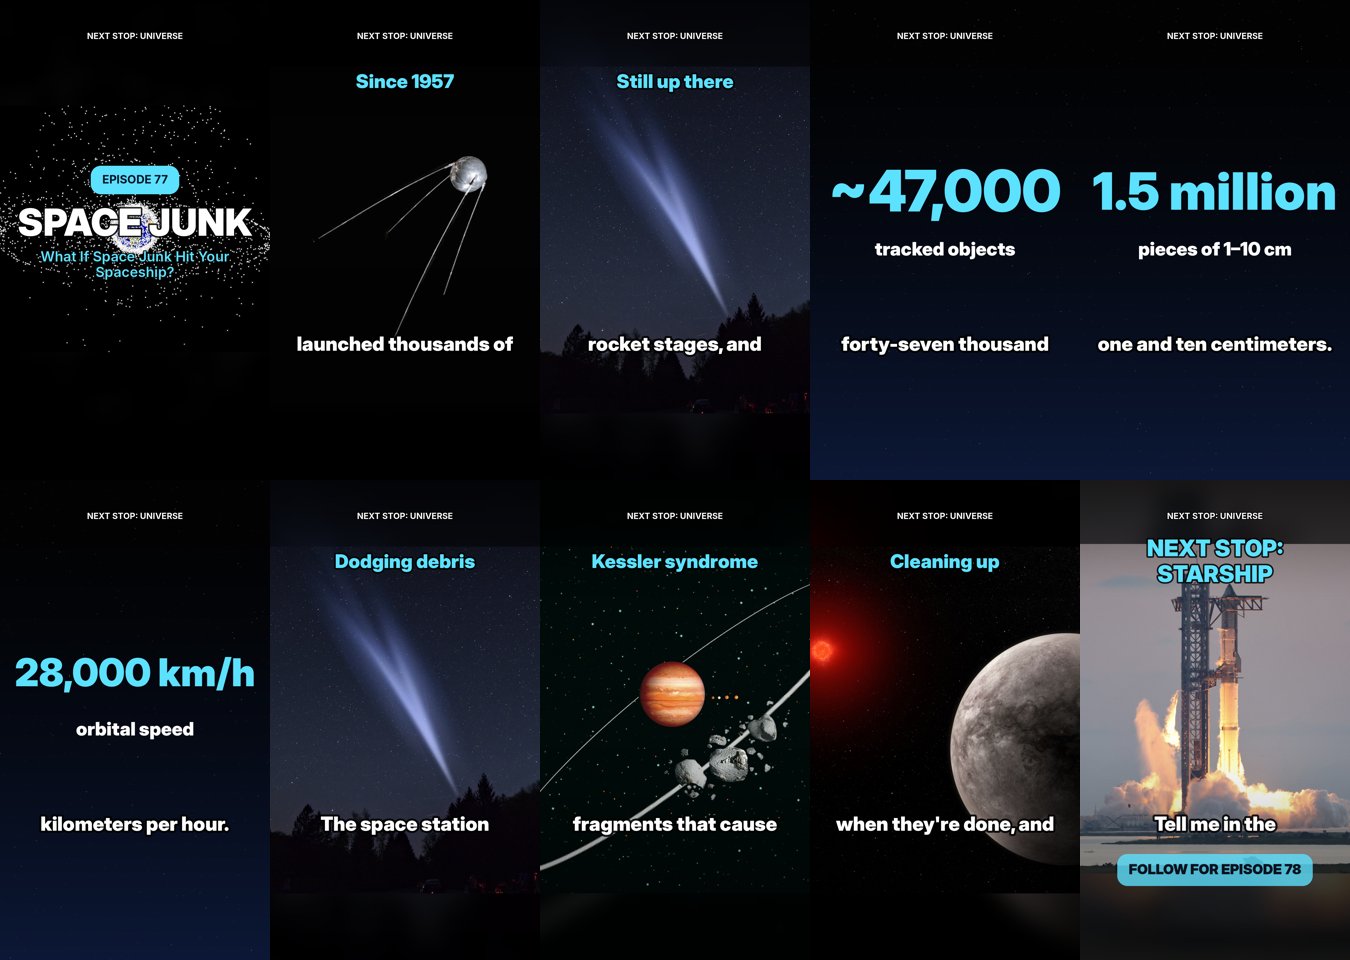 NEXT STOP: UNIVERSE
EPISODE 77
SPACE JUNK
What If Space Junk Hit Your
Spaceship?
NEXT STOP: UNIVERSE
Since 1957
launched thousands of
NEXT STOP: UNIVERSE
Still up there
rocket stages, and
NEXT STOP: UNIVERSE
~47,000
tracked objects
forty-seven thousand
NEXT STOP: UNIVERSE
1.5 million
pieces of 1–10 cm
one and ten centimeters.
NEXT STOP: UNIVERSE
28,000 km/h
orbital speed
kilometers per hour.
NEXT STOP: UNIVERSE
Dodging debris
The space station
NEXT STOP: UNIVERSE
Kessler syndrome
fragments that cause
NEXT STOP: UNIVERSE
Cleaning up
when they're done, and
NEXT STOP: UNIVERSE
NEXT STOP:
STARSHIP
Tell me in the
FOLLOW FOR EPISODE 78